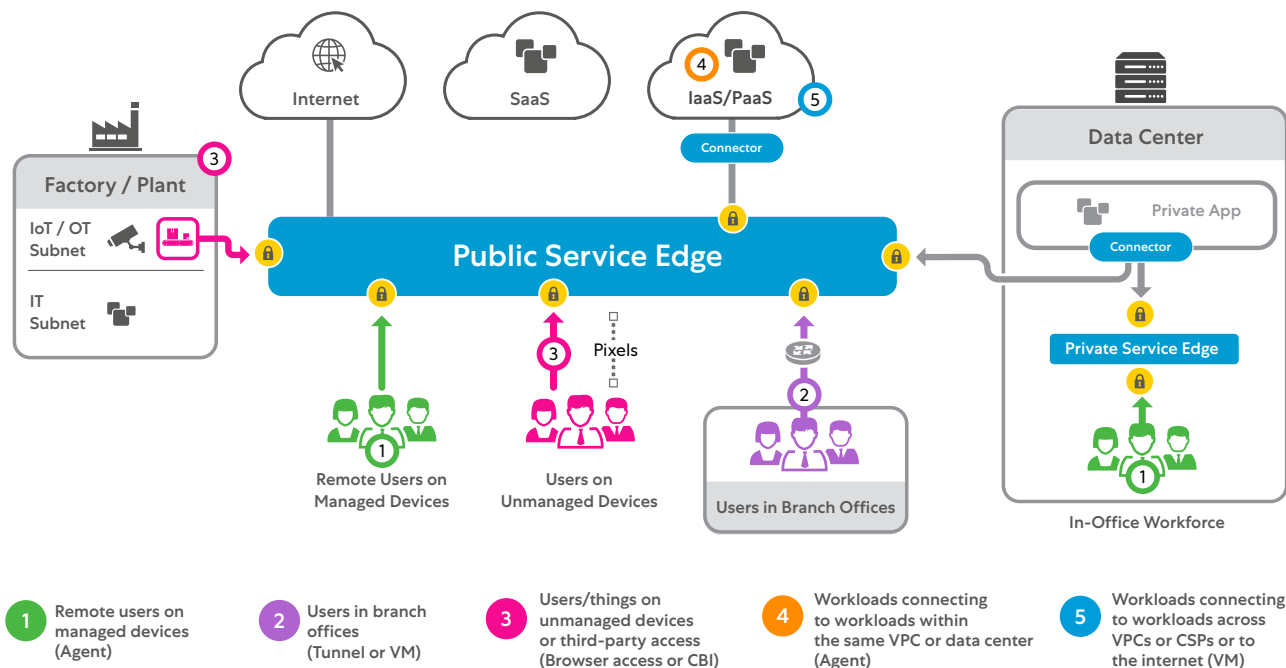 Internet
SaaS
4
IaaS/PaaS
5
Connector
3
Factory / Plant
IoT / OT
Subnet
IT
Subnet
Public Service Edge
Data Center
Private App
Connector
Private Service Edge
1
In-Office Workforce
1
Remote Users on
Managed Devices
3
Pixels
Users on
Unmanaged Devices
2
Users in Branch Offices
1
Remote users on
managed devices
(Agent)
2
Users in branch
offices
(Tunnel or VM)
3
Users/things on
unmanaged devices
or third-party access
(Browser access or CBI)
4
Workloads connecting
to workloads within
the same VPC or data center
(Agent)
5
Workloads connecting
to workloads across
VPCs or CSPs or to
the internet (VM)